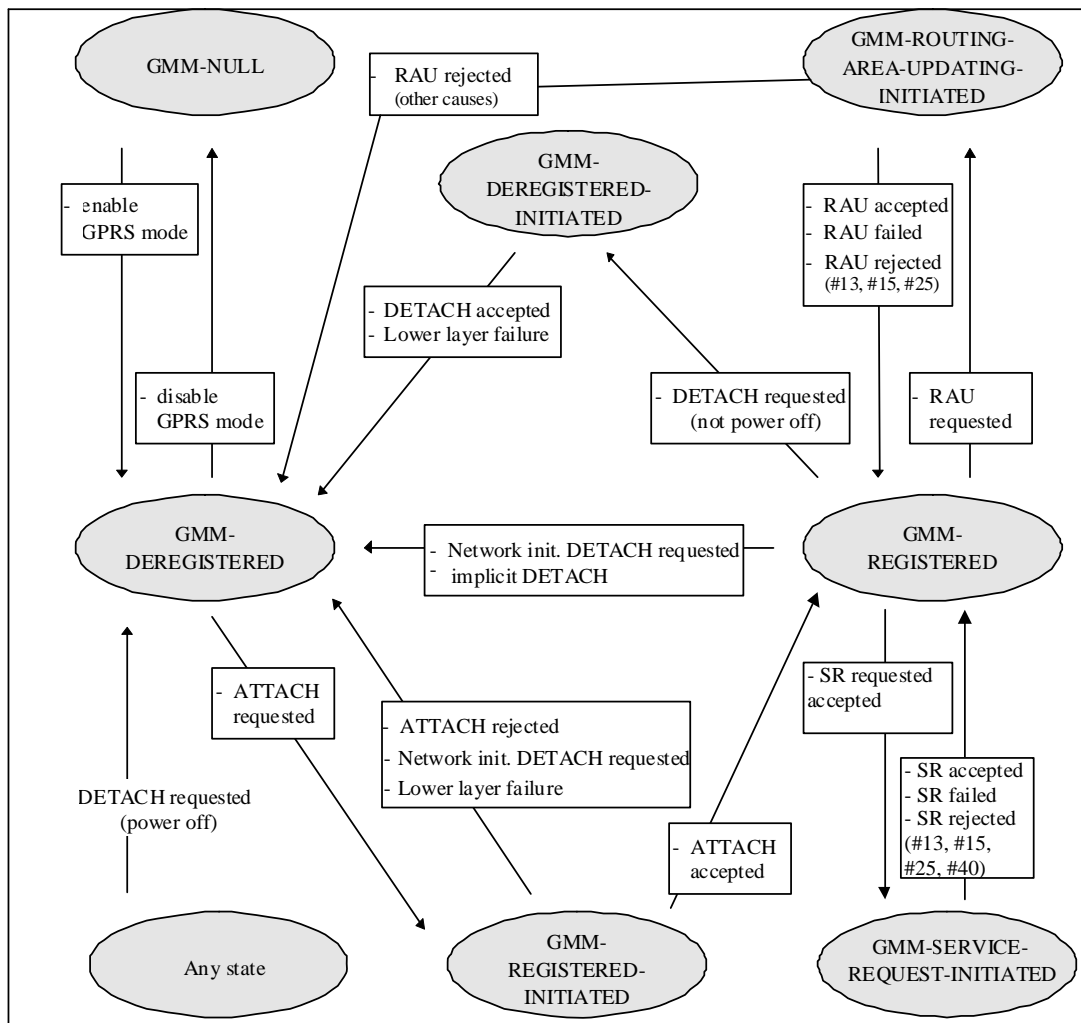 GMM-NULL
GMM-ROUTING-
AREA-UPDATING-
INITIATED
- RAU rejected
(other causes)
GMM-
DEREGISTERED-
INITIATED
- enable
GPRS mode
- RAU accepted
- RAU failed
- RAU rejected
(#13, #15, #25)
- DETACH accepted
- Lower layer failure
- disable
GPRS mode
- DETACH requested
(not power off)
- RAU
requested
GMM-
DEREGISTERED
- Network init. DETACH requested
- implicit DETACH
GMM-
REGISTERED
- ATTACH
requested
- ATTACH rejected
- Network init. DETACH requested
- Lower layer failure
- SR requested
accepted
DETACH requested
(power off)
- ATTACH
accepted
- SR accepted
- SR failed
- SR rejected
(#13, #15,
#25, #40)
Any state
GMM-
REGISTERED-
INITIATED
GMM-SERVICE-
REQUEST-INITIATED